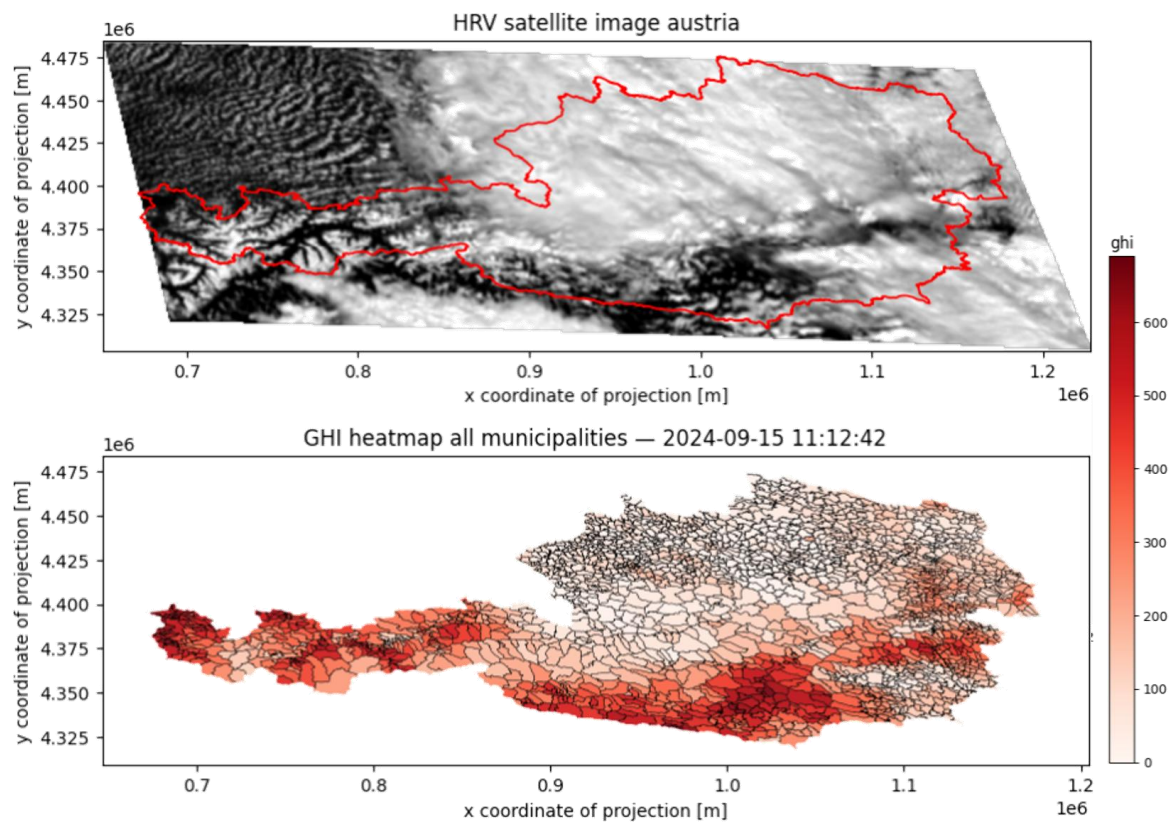 HRV satellite image austria
1e6
y coordinate of projection [m]
4.475
4.450
4.425
4.400
4.375
4.350
4.325
0.7 0.8 0.9 1.0 1.1 1.2
x coordinate of projection [m]
1e6
GHI heatmap all municipalities — 2024-09-15 11:12:42
1e6
y coordinate of projection [m]
4.475
4.450
4.425
4.400
4.375
4.350
4.325
0.7 0.8 0.9 1.0 1.1 1.2
x coordinate of projection [m]
1e6
ghi
600
500
400
300
200
100
0